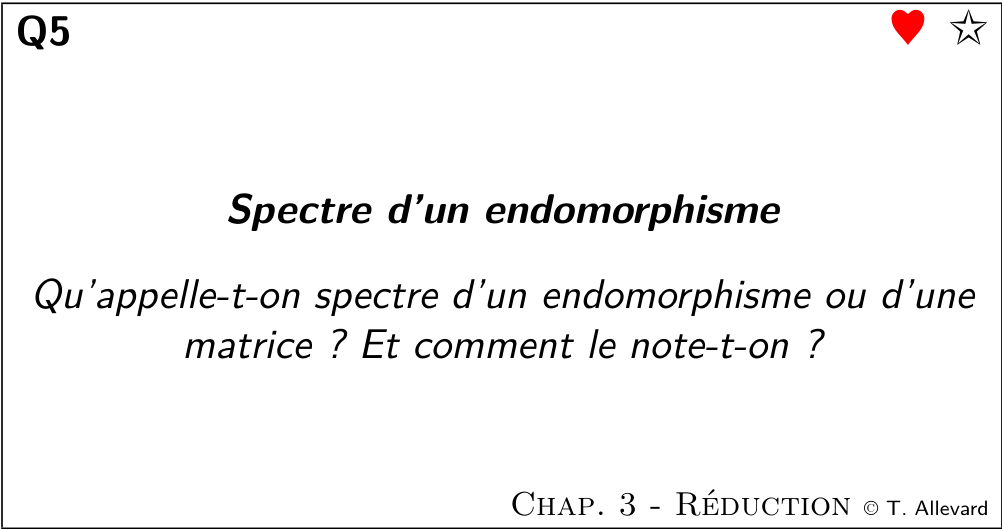 Q5
Spectre d'un endomorphisme
Qu'appelle-t-on spectre d'un endomorphisme ou d'une
matrice ? Et comment le note-t-on ?
Chap. 3 - Réduction © T. Allevard